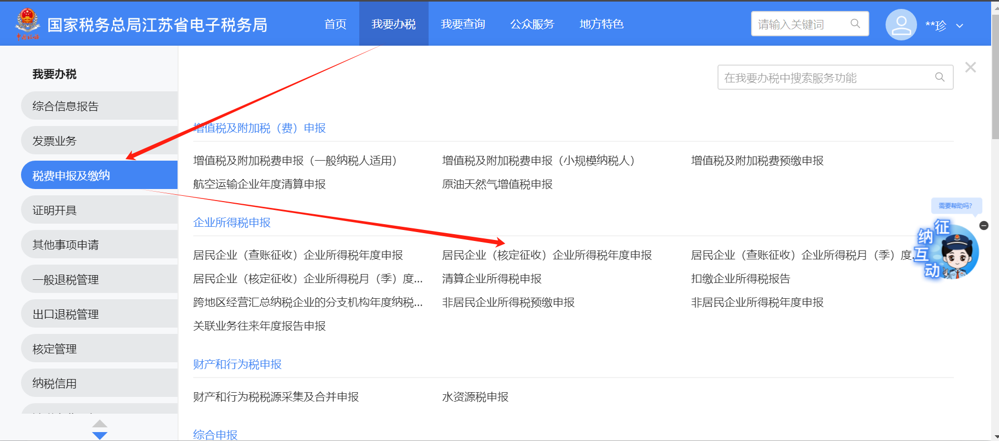 国家税务总局江苏省电子税务局
首页
我要办税
我要查询
公众服务
地方特色
请输入关键词
**珍
我要办税
综合信息报告
发票业务
税费申报及缴纳
证明开具
其他事项申请
一般退税管理
出口退税管理
核定管理
纳税信用
在我要办税中搜索服务功能
增值税及附加税（费）申报
增值税及附加税费申报（一般纳税人适用）
增值税及附加税费申报（小规模纳税人）
增值税及附加税费预缴申报
航空运输企业年度清算申报
原油天然气增值税申报
企业所得税申报
居民企业（查账征收）企业所得税年度申报
居民企业（核定征收）企业所得税年度申报
居民企业（查账征收）企业所得税月（季）度...
居民企业（核定征收）企业所得税月（季）度...
清算企业所得税申报
扣缴企业所得税报告
跨地区经营汇总纳税企业的分支机构年度纳税...
非居民企业所得税预缴申报
非居民企业所得税年度申报
关联业务往来年度报告申报
财产和行为税申报
财产和行为税税源采集及合并申报
水资源税申报
综合申报
需要帮助吗?
征纳互动